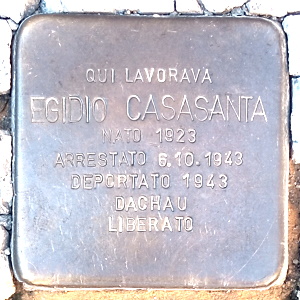 QUI LAVORAVA
EGIDIO CASASANTA
NATO 1923
ARRESTATO 6.10.1943
DEPORTATO 1943
DACHAU
LIBERATO